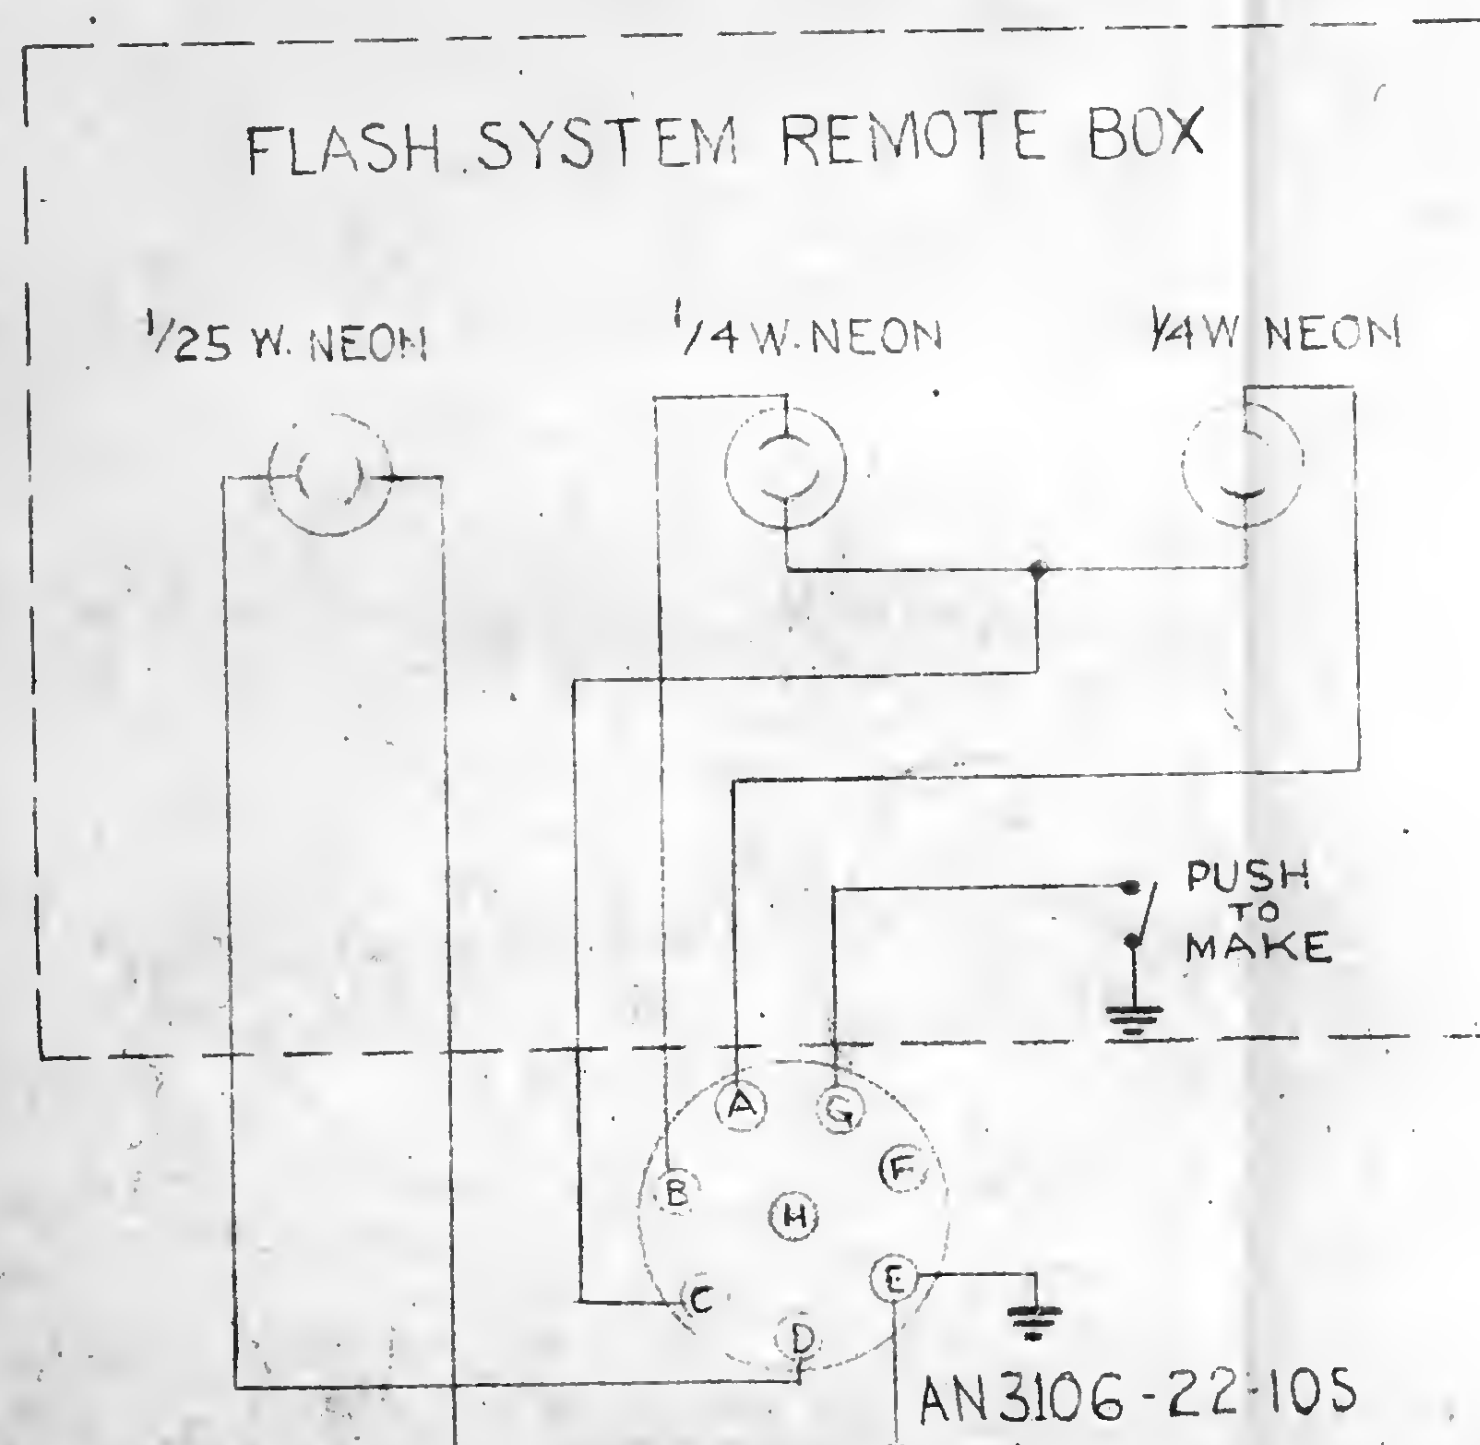 FLASH SYSTEM REMOTE BOX
1/25 W. NEON
1/4 W. NEON
1/4 W NEON
PUSH
TO
MAKE
A
G
F
B
H
E
C
D
AN3106-22-10S